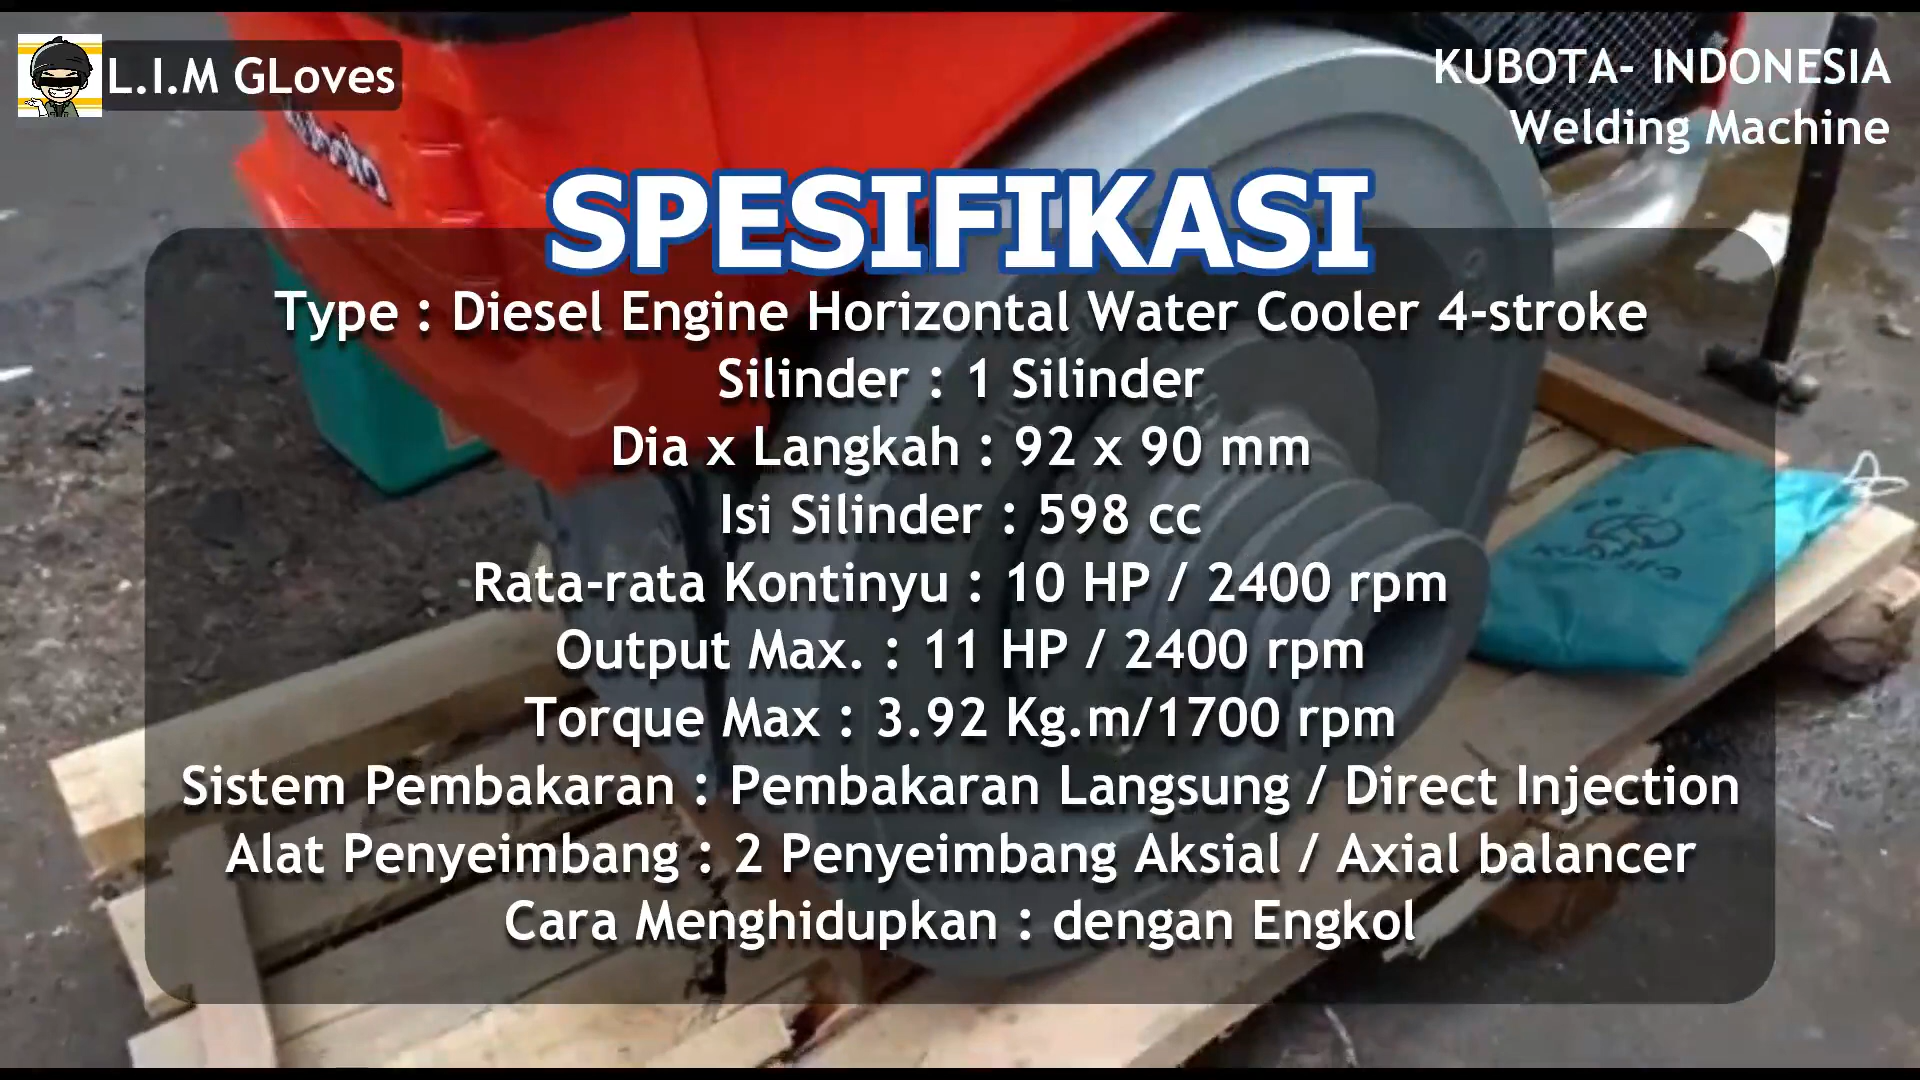 L.I.M GLoves
KUBOTA- INDONESIA
Welding Machine
Kubota
SPESIFIKASI
Type : Diesel Engine Horizontal Water Cooler 4-stroke
Silinder : 1 Silinder
Dia x Langkah : 92 x 90 mm
Isi Silinder : 598 cc
Rata-rata Kontinyu : 10 HP / 2400 rpm
Output Max. : 11 HP / 2400 rpm
Torque Max : 3.92 Kg.m/1700 rpm
Sistem Pembakaran : Pembakaran Langsung / Direct Injection
Alat Penyeimbang : 2 Penyeimbang Aksial / Axial balancer
Cara Menghidupkan : dengan Engkol